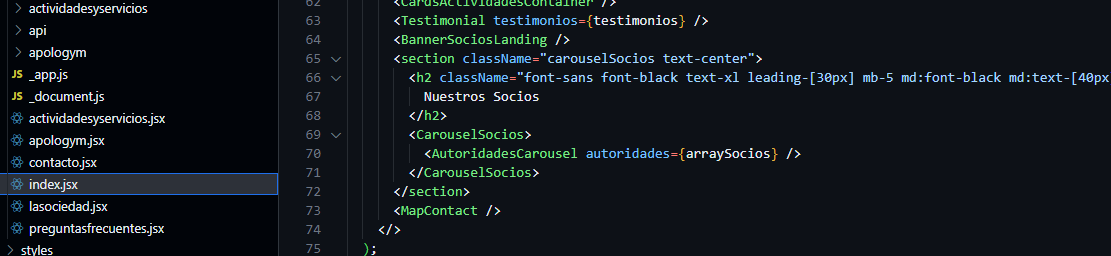 actividadesyservicios
api
apologym
JS _app.js
JS _document.js
actividadesyservicios.jsx
apologym.jsx
contacto.jsx
index.jsx
lasociedad.jsx
preguntasfrecuentes.jsx
styles
62 <CardsActividadesContainer />
63 <Testimonial testimonios={testimonios} />
64 <BannerSociosLanding />
65 <section className="carouselSocios text-center">
66 <h2 className="font-sans font-black text-xl leading-[30px] mb-5 md:font-black md:text-[40px
67 Nuestros Socios
68 </h2>
69 <CarouselSocios>
70 <AutoridadesCarousel autoridades={arraySocios} />
71 </CarouselSocios>
72 </section>
73 <MapContact />
74 </>
75 );